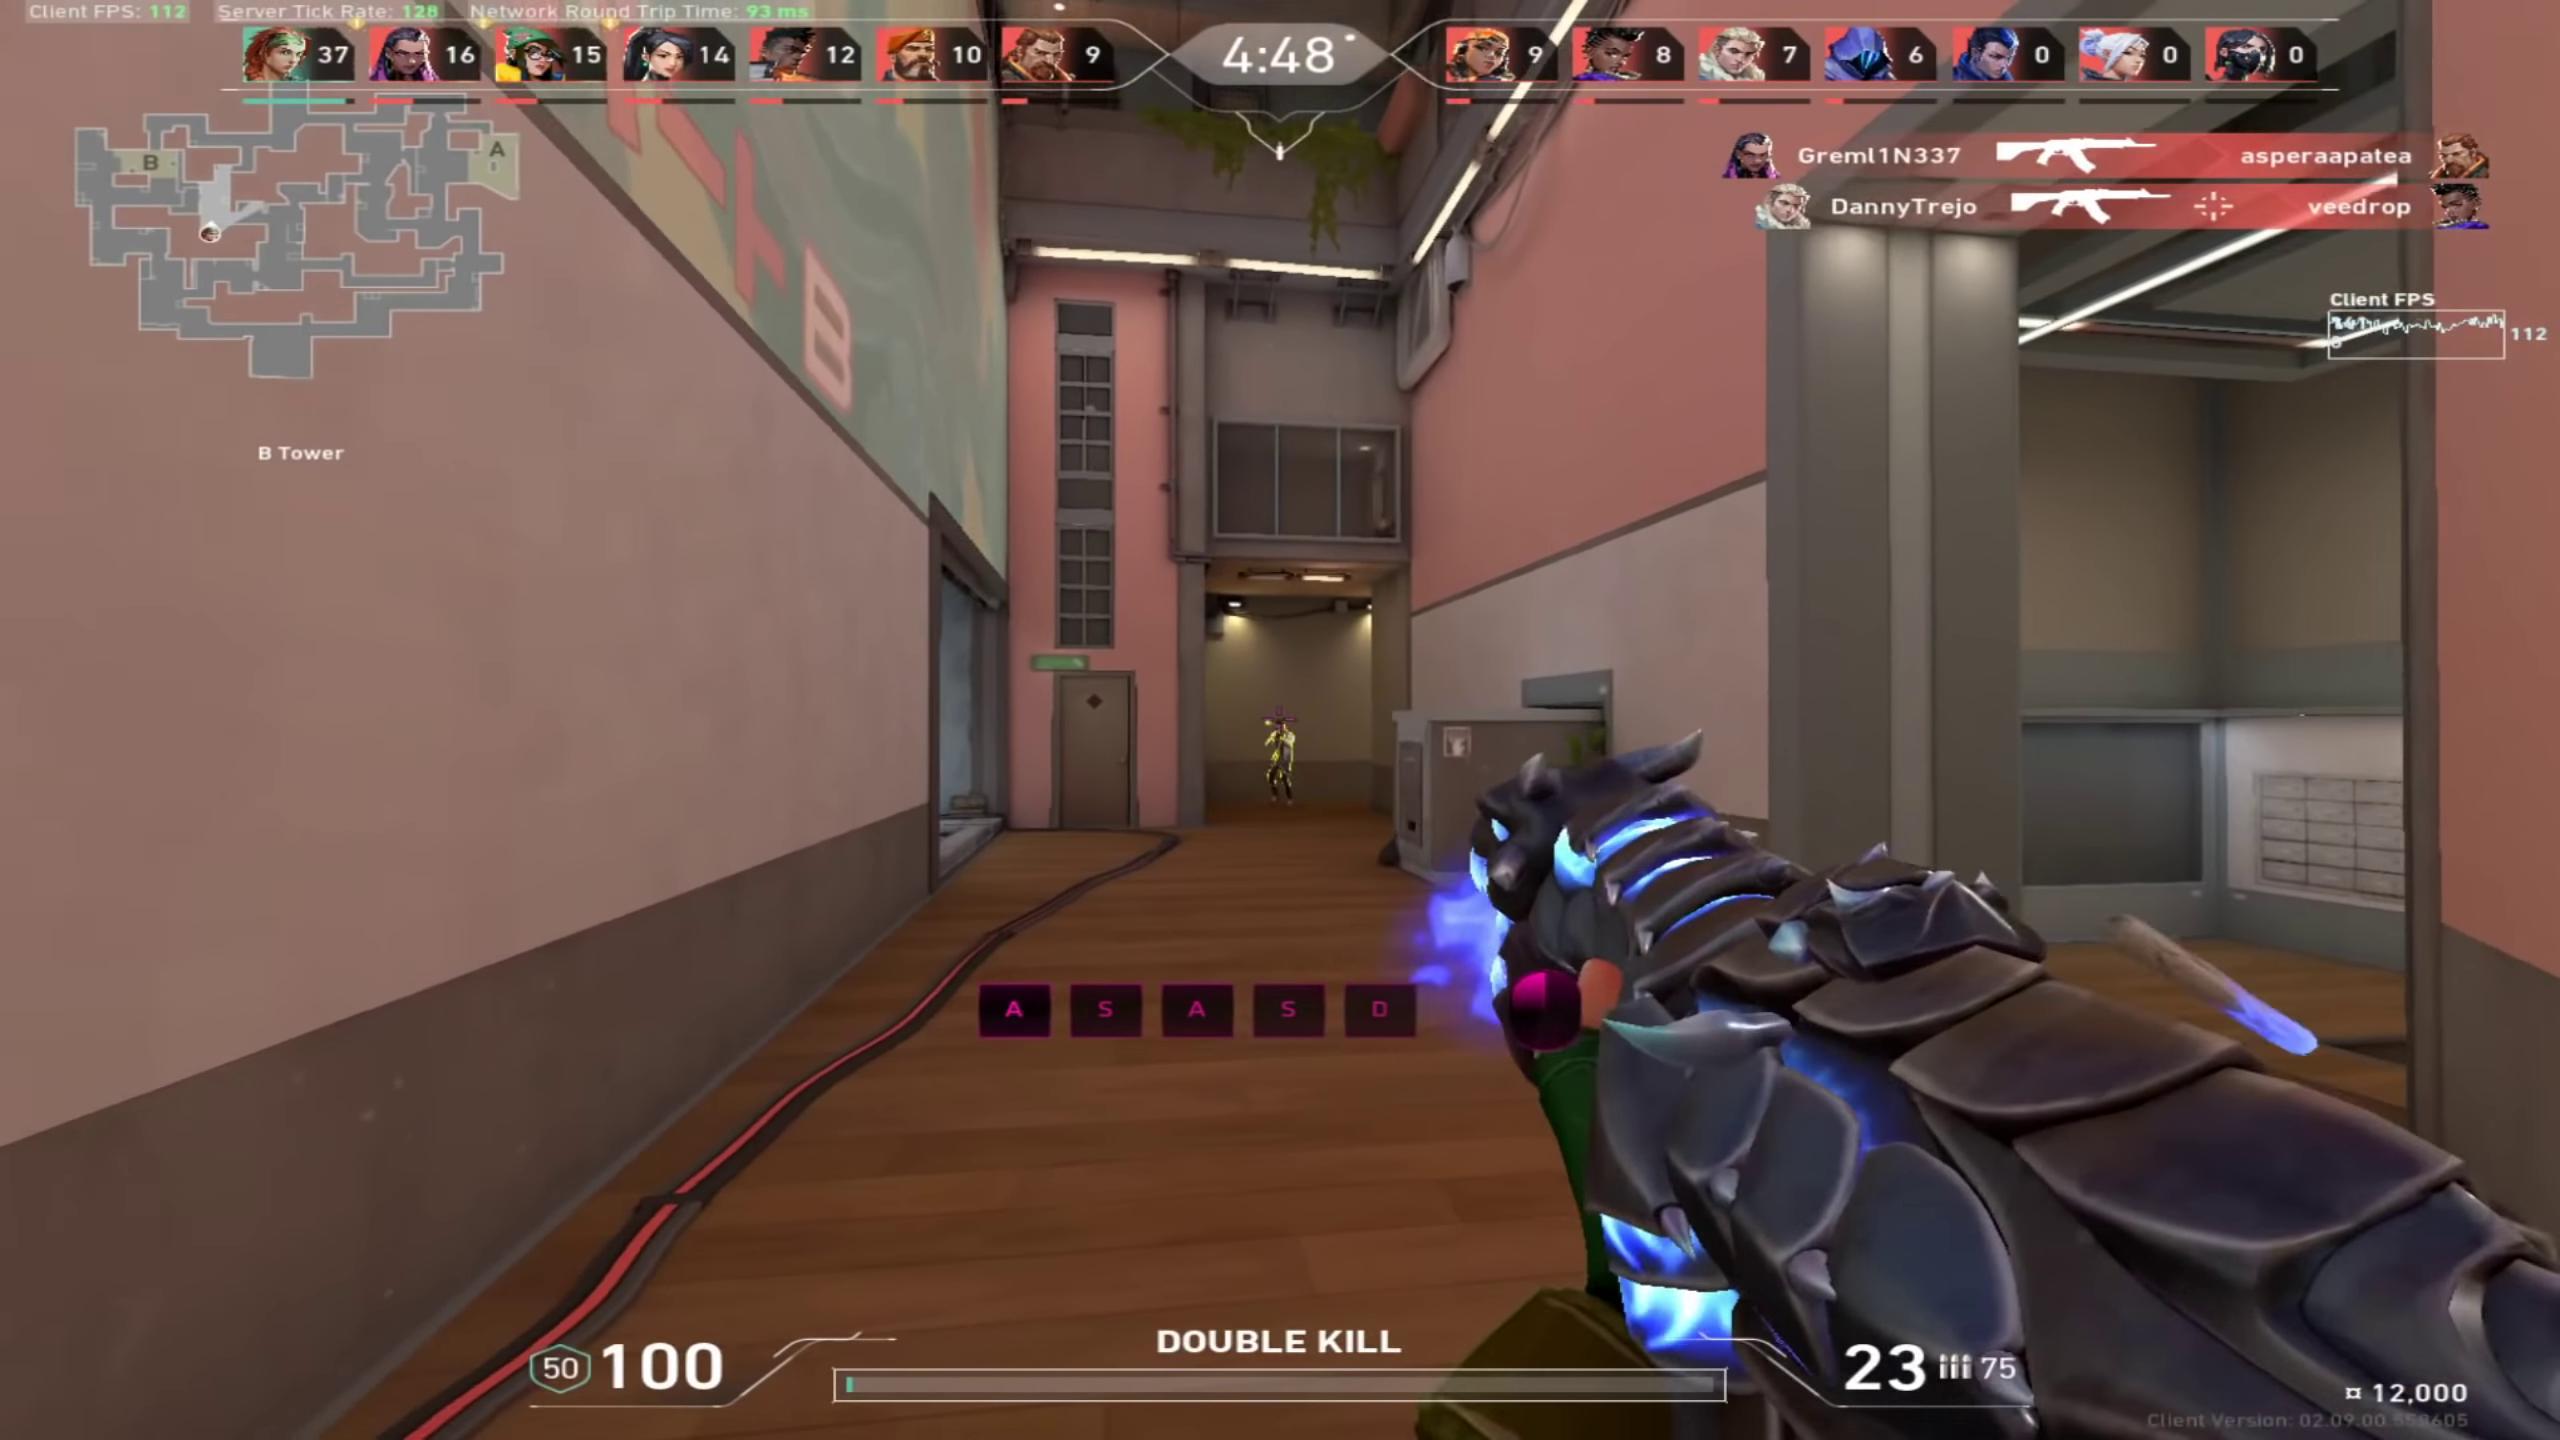 Client FPS: 112 Server Tick Rate: 128 Network Round Trip Time: 93 ms
37 16 15 14 12 10 9 4:48 9 8 7 6 0 0 0
B A
Greml1N337 asperaapatea
DannyTrejo veedrop
Client FPS
112
B
B Tower
A S A S D
DOUBLE KILL
50 100
23 75
¤ 12,000
Client Version: 02.09.00.558605